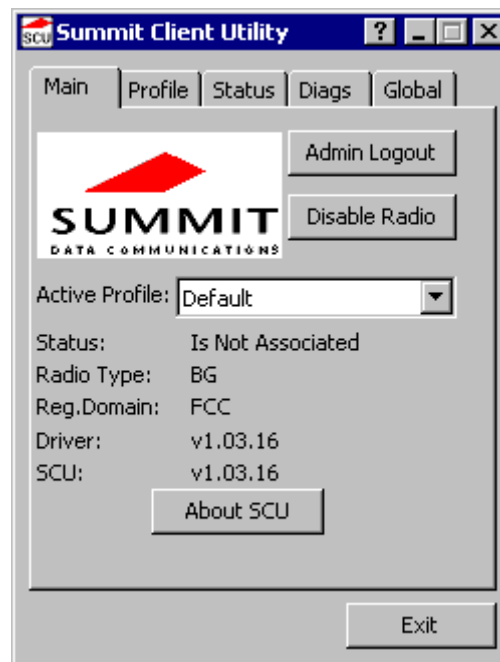 SCU Summit Client Utility ?
Main Profile Status Diags Global
Admin Logout
SUMMIT
DATA COMMUNICATIONS
Disable Radio
Active Profile: Default
Status: Is Not Associated
Radio Type: BG
Reg.Domain: FCC
Driver: v1.03.16
SCU: v1.03.16
About SCU
Exit